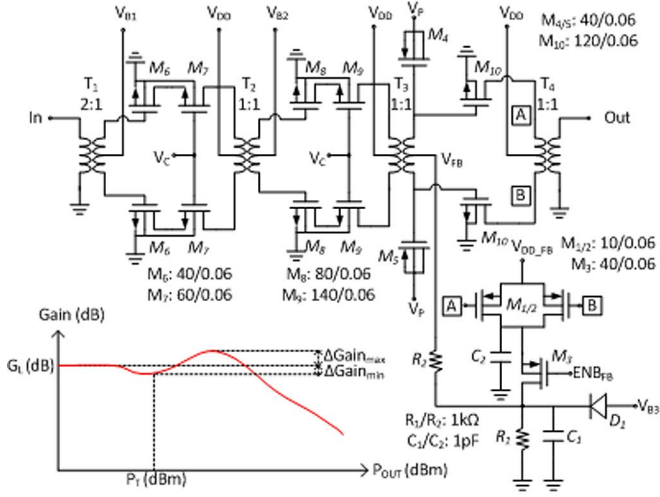 V_B1
V_DD
V_B2
V_DD
V_P
V_DD
M_4/5: 40/0.06
M_10: 120/0.06
M_4
M_6
M_7
M_8
M_9
M_10
T_1
2:1
T_2
1:1
T_3
1:1
T_4
1:1
In
A
Out
V_C
V_C
V_FB
B
M_6
M_7
M_8
M_9
M_5
M_10
V_P
M_6: 40/0.06
M_7: 60/0.06
M_8: 80/0.06
M_9: 140/0.06
V_DD_FB
M_1/2: 10/0.06
M_3: 40/0.06
A
M_1/2
B
C_2
M_3
ENB_FB
R_2
V_B3
D_1
R_1/R_2: 1kΩ
C_1/C_2: 1pF
R_1
C_1
Gain (dB)
G_L (dB)
ΔGain_max
ΔGain_min
P_T (dBm)
P_OUT (dBm)